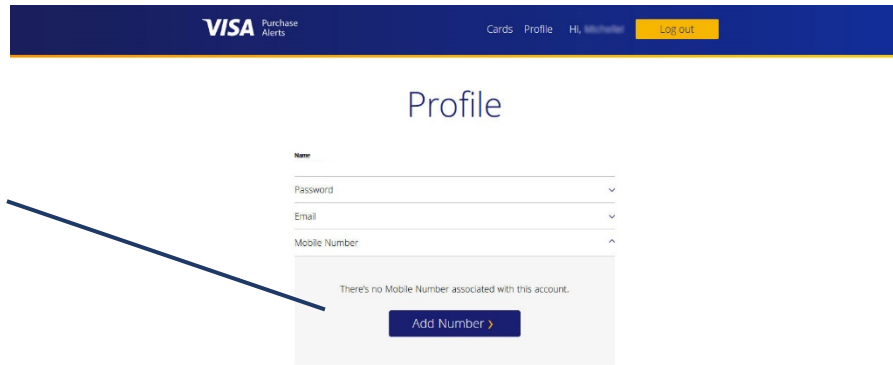 VISA Purchase
Alerts
Cards Profile Hi, Log out
Profile
Name
Password
Email
Mobile Number
There's no Mobile Number associated with this account.
Add Number >